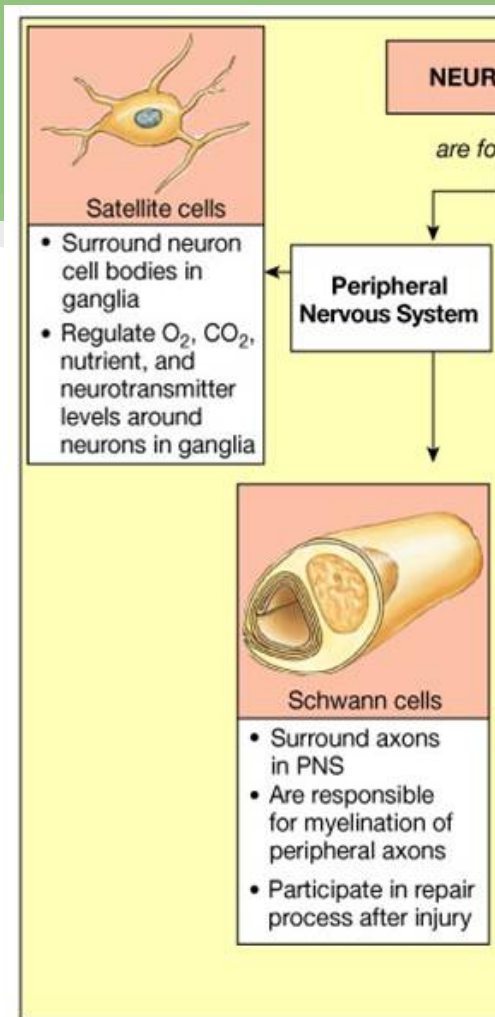 NEUR
are fo
Peripheral
Nervous System
Satellite cells
• Surround neuron
cell bodies in
ganglia
• Regulate O₂, CO₂,
nutrient, and
neurotransmitter
levels around
neurons in ganglia
Schwann cells
• Surround axons
in PNS
• Are responsible
for myelination of
peripheral axons
• Participate in repair
process after injury